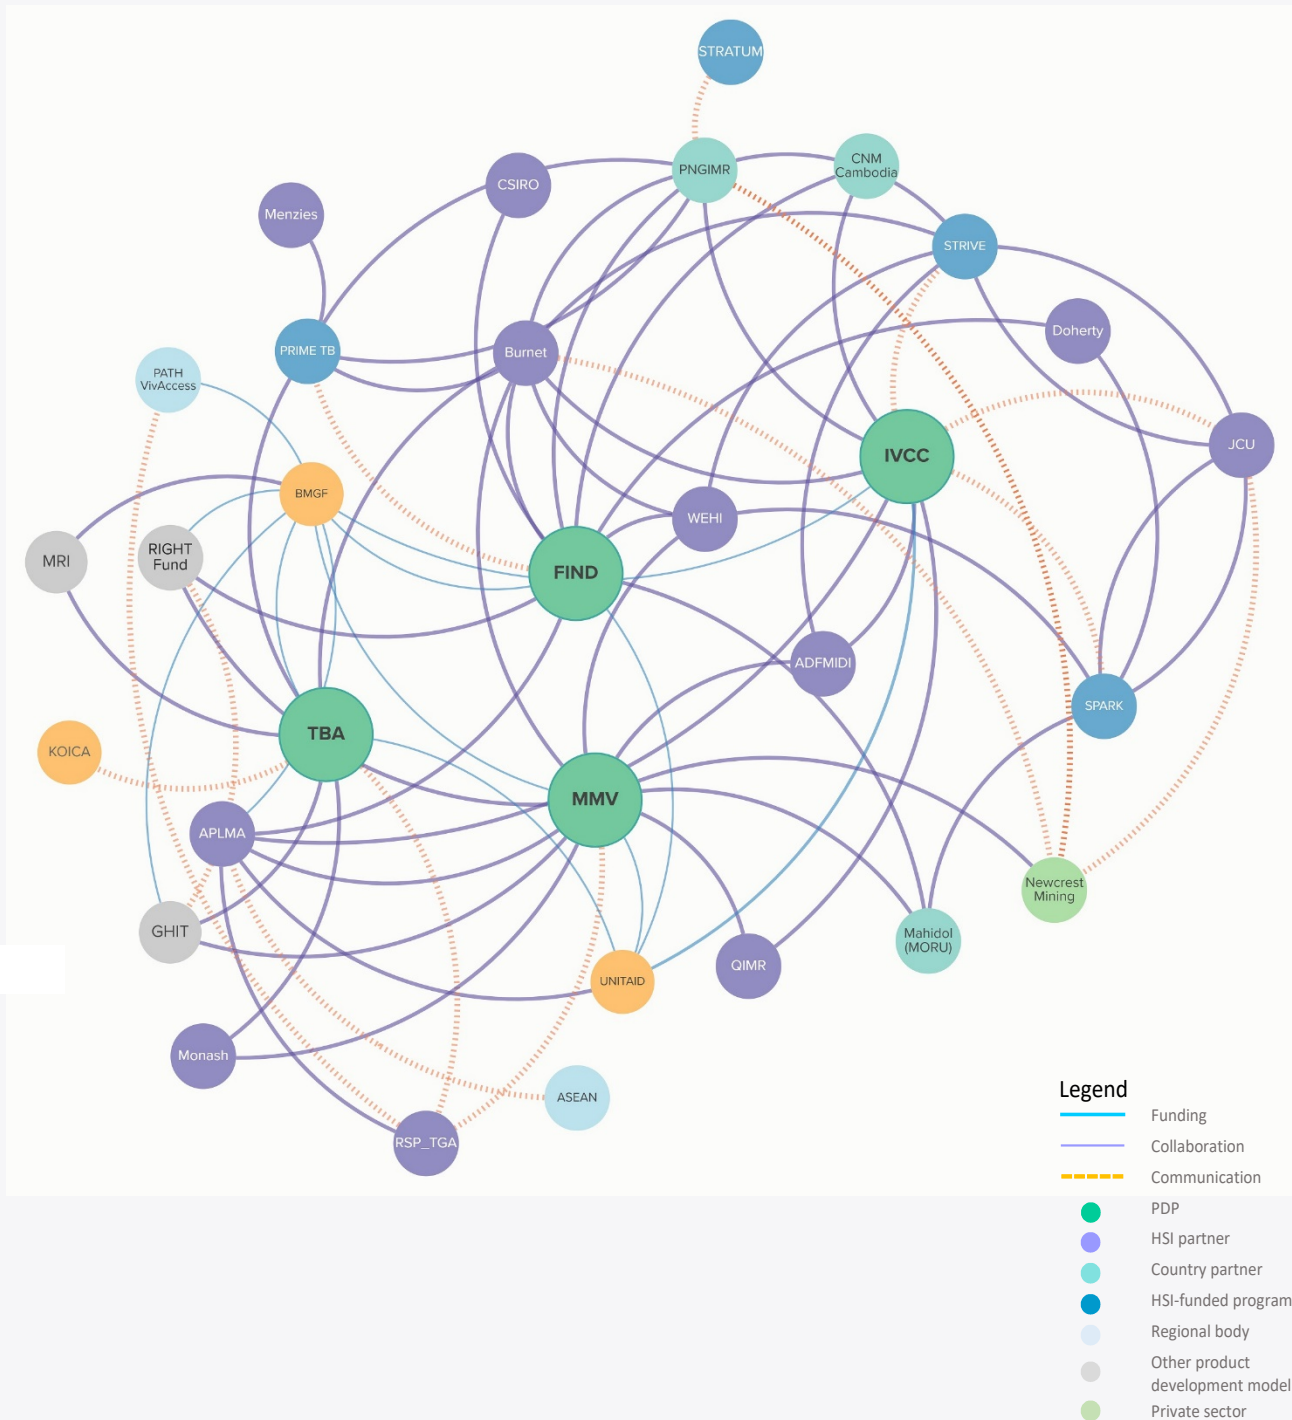 STRATUM
PNGIMR
CNM
Cambodia
CSIRO
Menzies
STRIVE
Doherty
PRIME TB
Burnet
PATH
VivAccess
JCU
IVCC
BMGF
WEHI
MRI
RIGHT
Fund
FIND
ADFMIDI
SPARK
TBA
KOICA
MMV
APLMA
Newcrest
Mining
GHIT
Mahidol
(MORU)
QIMR
UNITAID
Monash
ASEAN
RSP_TGA
Legend
Funding
Collaboration
Communication
PDP
HSI partner
Country partner
HSI-funded program
Regional body
Other product
development model
Private sector